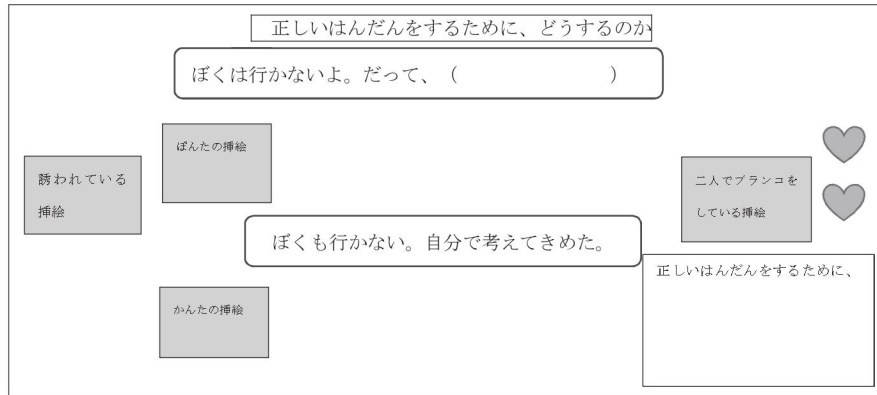 正しいはんだんをするために、どうするのか
ぼくは行かないよ。だって、（　　　　　　　　）
ぽんたの挿絵
誘われている
挿絵
二人でブランコを
している挿絵
ぼくも行かない。自分で考えてきめた。
正しいはんだんをするために、
かんたの挿絵